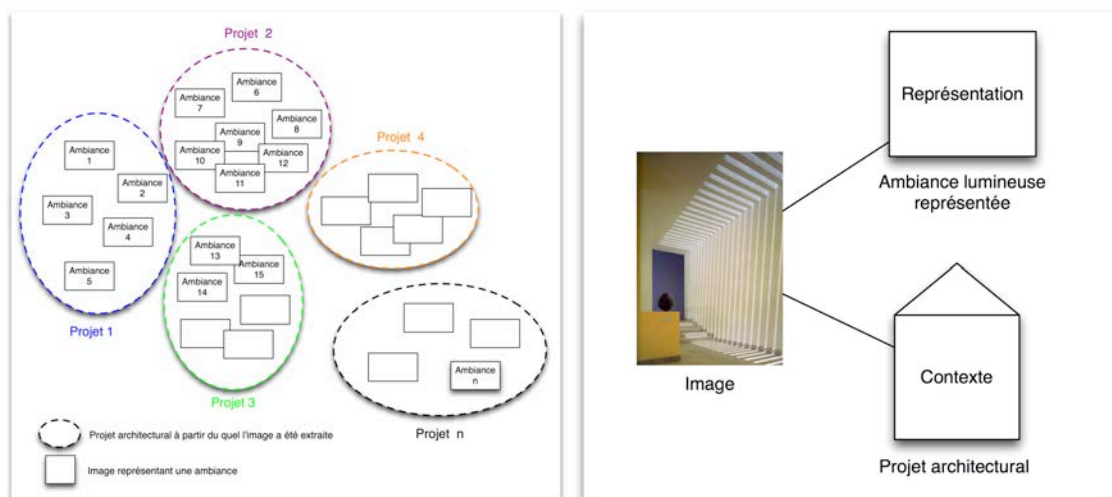 Projet 2
Ambiance
6
Ambiance
7
Ambiance
8
Ambiance
9
Ambiance
10
Ambiance
12
Ambiance
11
Projet 4
Ambiance
1
Ambiance
2
Ambiance
3
Ambiance
4
Ambiance
5
Projet 1
Ambiance
13
Ambiance
15
Ambiance
14
Projet 3
Ambiance
n
Projet n
Projet architectural à partir du quel l'image a été extraite
Image représentant une ambiance
Représentation
Ambiance lumineuse
représentée
Image
Contexte
Projet architectural